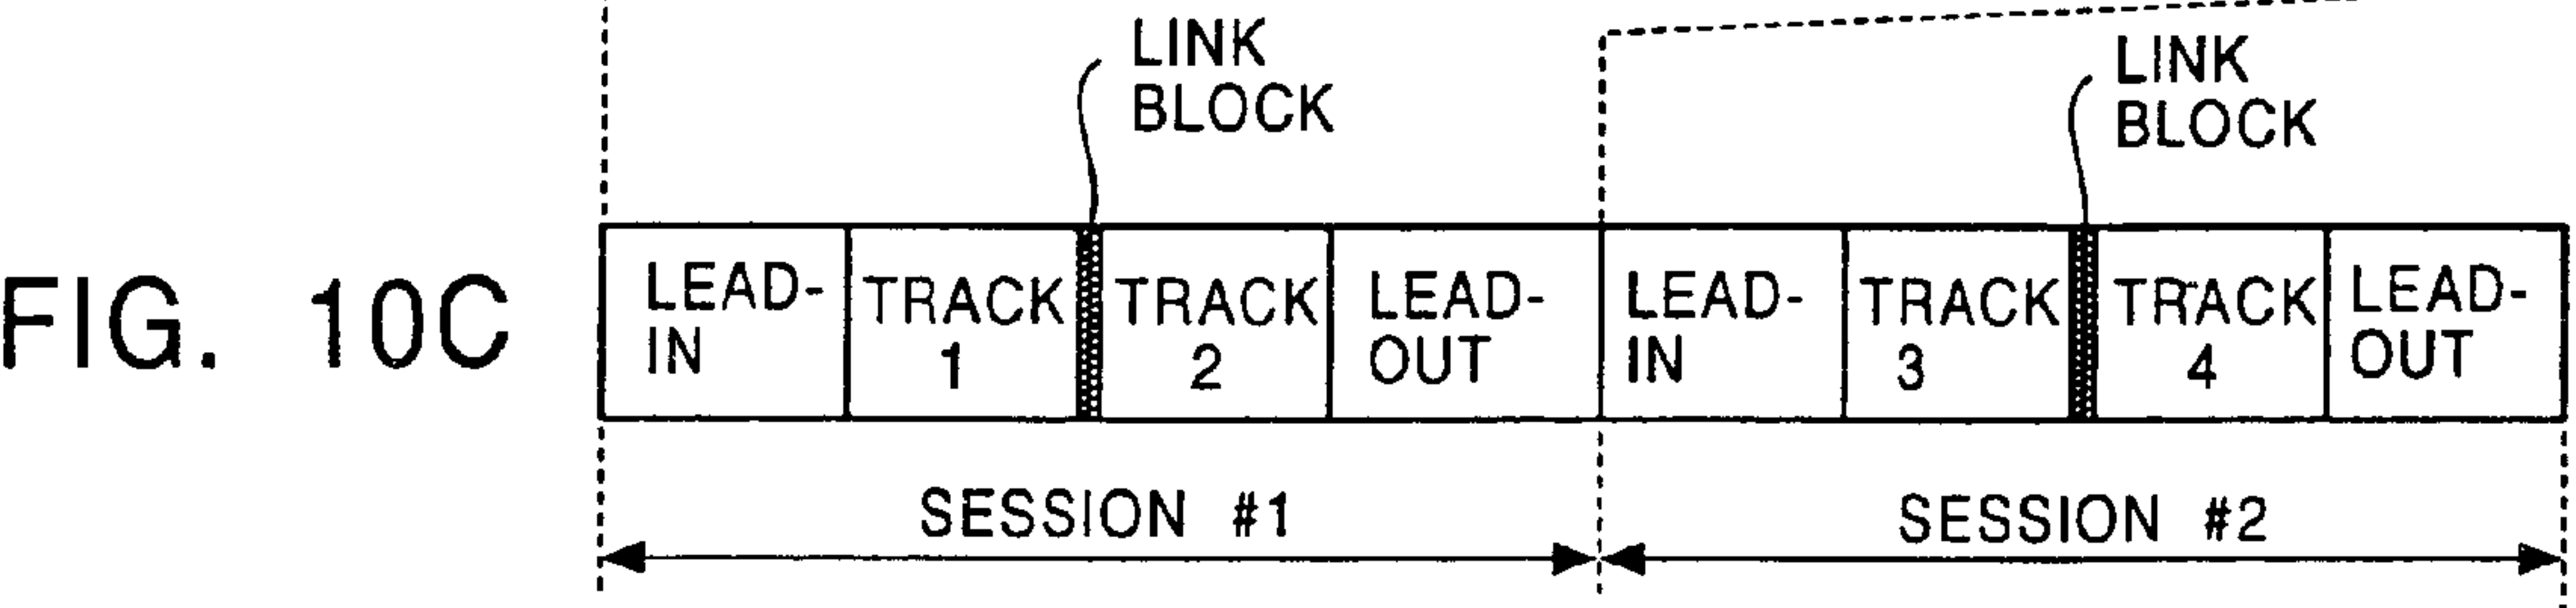 LINK
BLOCK
LINK
BLOCK
FIG. 10C
LEAD-
IN
TRACK
1
TRACK
2
LEAD-
OUT
LEAD-
IN
TRACK
3
TRACK
4
LEAD-
OUT
SESSION #1
SESSION #2